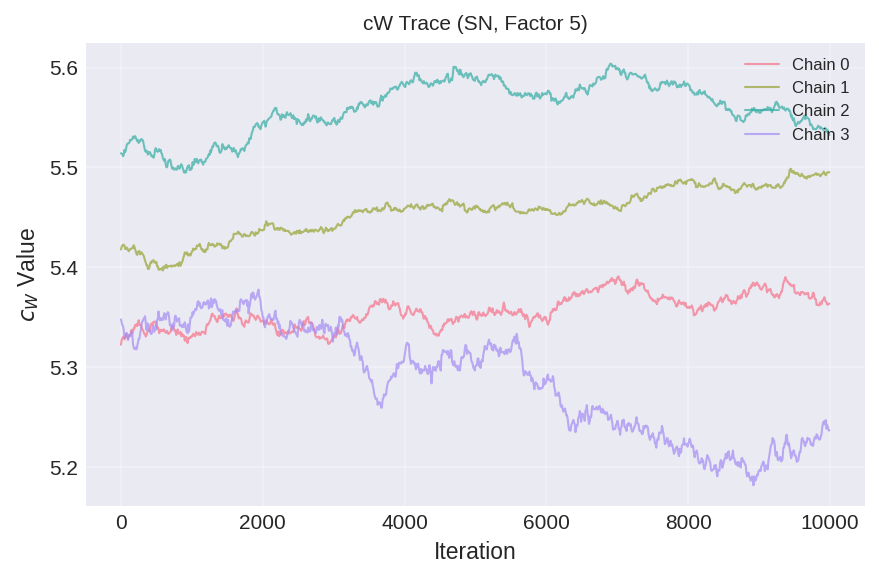 cW Trace (SN, Factor 5)
5.6
5.5
5.4
5.3
5.2
c_W Value
Chain 0
Chain 1
Chain 2
Chain 3
0 2000 4000 6000 8000 10000
Iteration